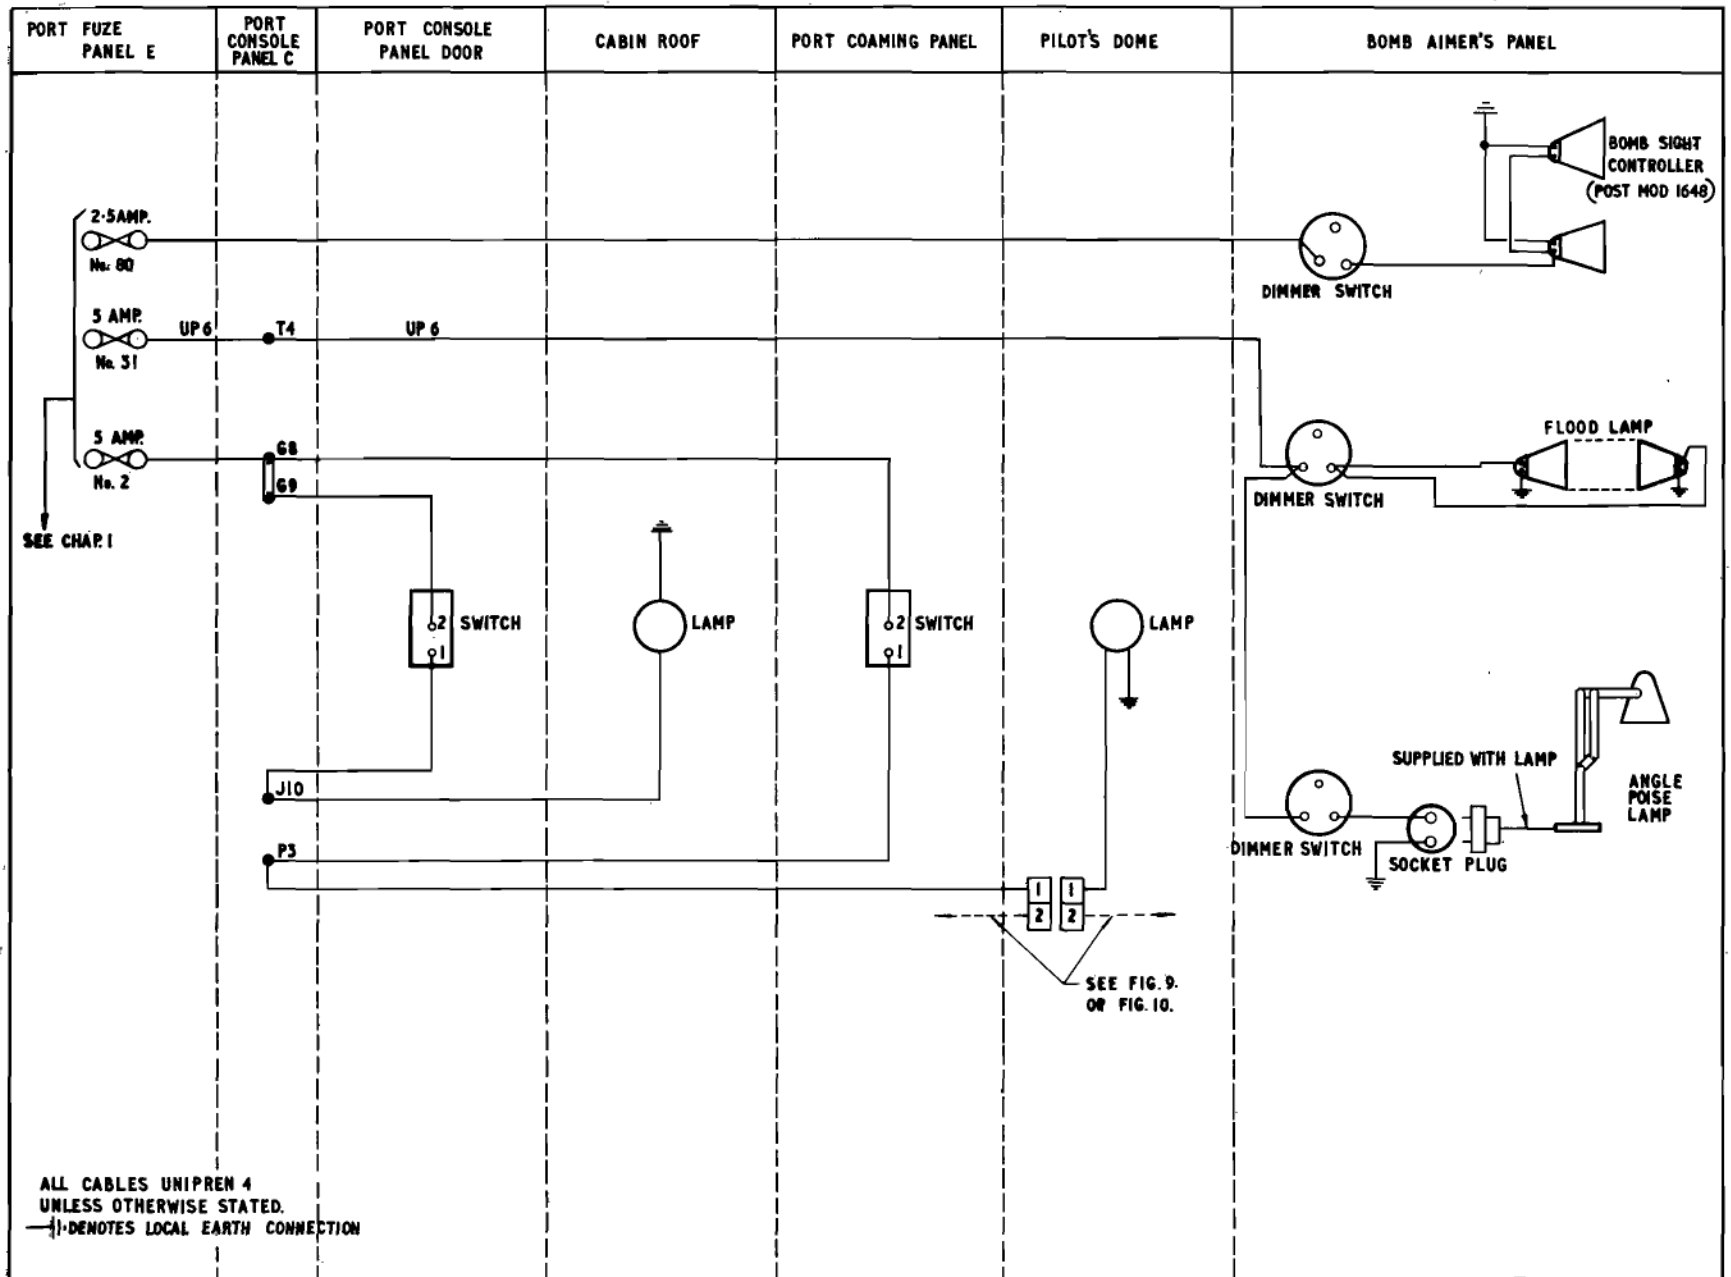 PORT FUZE
PANEL E
PORT
CONSOLE
PANEL C
PORT CONSOLE
PANEL DOOR
CABIN ROOF
PORT COAMING PANEL
PILOT'S DOME
BOMB AIMER'S PANEL
BOMB SIGHT
CONTROLLER
(POST MOD 1648)
2·5AMP.
No. 80
DIMMER SWITCH
5 AMP.
UP 6
T4
UP 6
No. 31
5 AMP.
G8
No. 2
G9
FLOOD LAMP
DIMMER SWITCH
SEE CHAP. 1
2 SWITCH
1
LAMP
2 SWITCH
1
LAMP
SUPPLIED WITH LAMP
ANGLE
POISE
LAMP
J10
P3
DIMMER SWITCH
SOCKET PLUG
1 1
2 2
SEE FIG. 9.
OR FIG. 10.
ALL CABLES UNIPREN 4
UNLESS OTHERWISE STATED.
DENOTES LOCAL EARTH CONNECTION